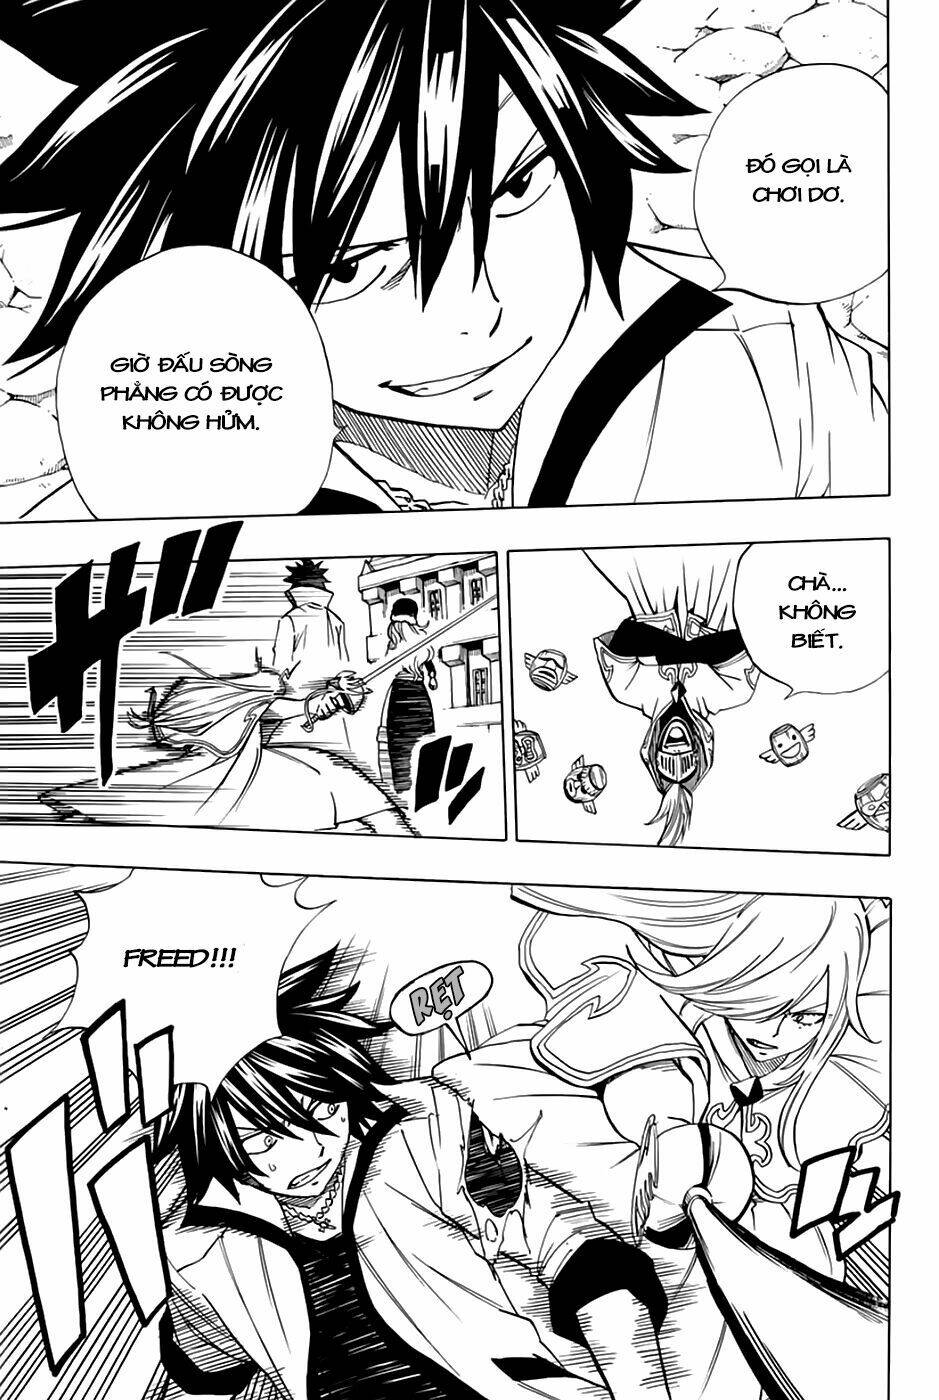 ĐÓ GỌI LÀ
CHƠI DƠ.
GIỜ ĐẤU SÒNG
PHẲNG CÓ ĐƯỢC
KHÔNG HỬM.
CHÀ...
KHÔNG
BIẾT.
FREED!!!
RẸT